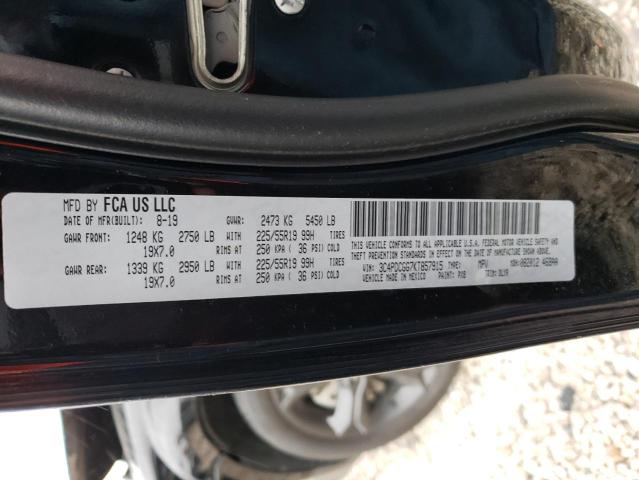 MFD BY FCA US LLC
DATE OF MFR(BUILT): 8-19 GVWR: 2473 KG 5450 LB
GAWR FRONT: 1248 KG 2750 LB 225/55R19 99H TIRES
19X7.0 RIMS AT 250 KPA ( 36 PSI) COLD
GAWR REAR: 1339 KG 2950 LB 225/55R19 99H TIRES
19X7.0 RIMS AT 250 KPA ( 36 PSI) COLD
THIS VEHICLE CONFORMS TO ALL APPLICABLE U.S.A. FEDERAL MOTOR VEHICLE SAFETY AND
THEFT PREVENTION STANDARDS IN EFFECT ON THE DATE OF MANUFACTURE SHOWN ABOVE.
VIN: 3C4PDCGG7KT857915 TYPE: MPV
VEHICLE MADE IN MEXICO PAINT: PXB TRIM: DLX9